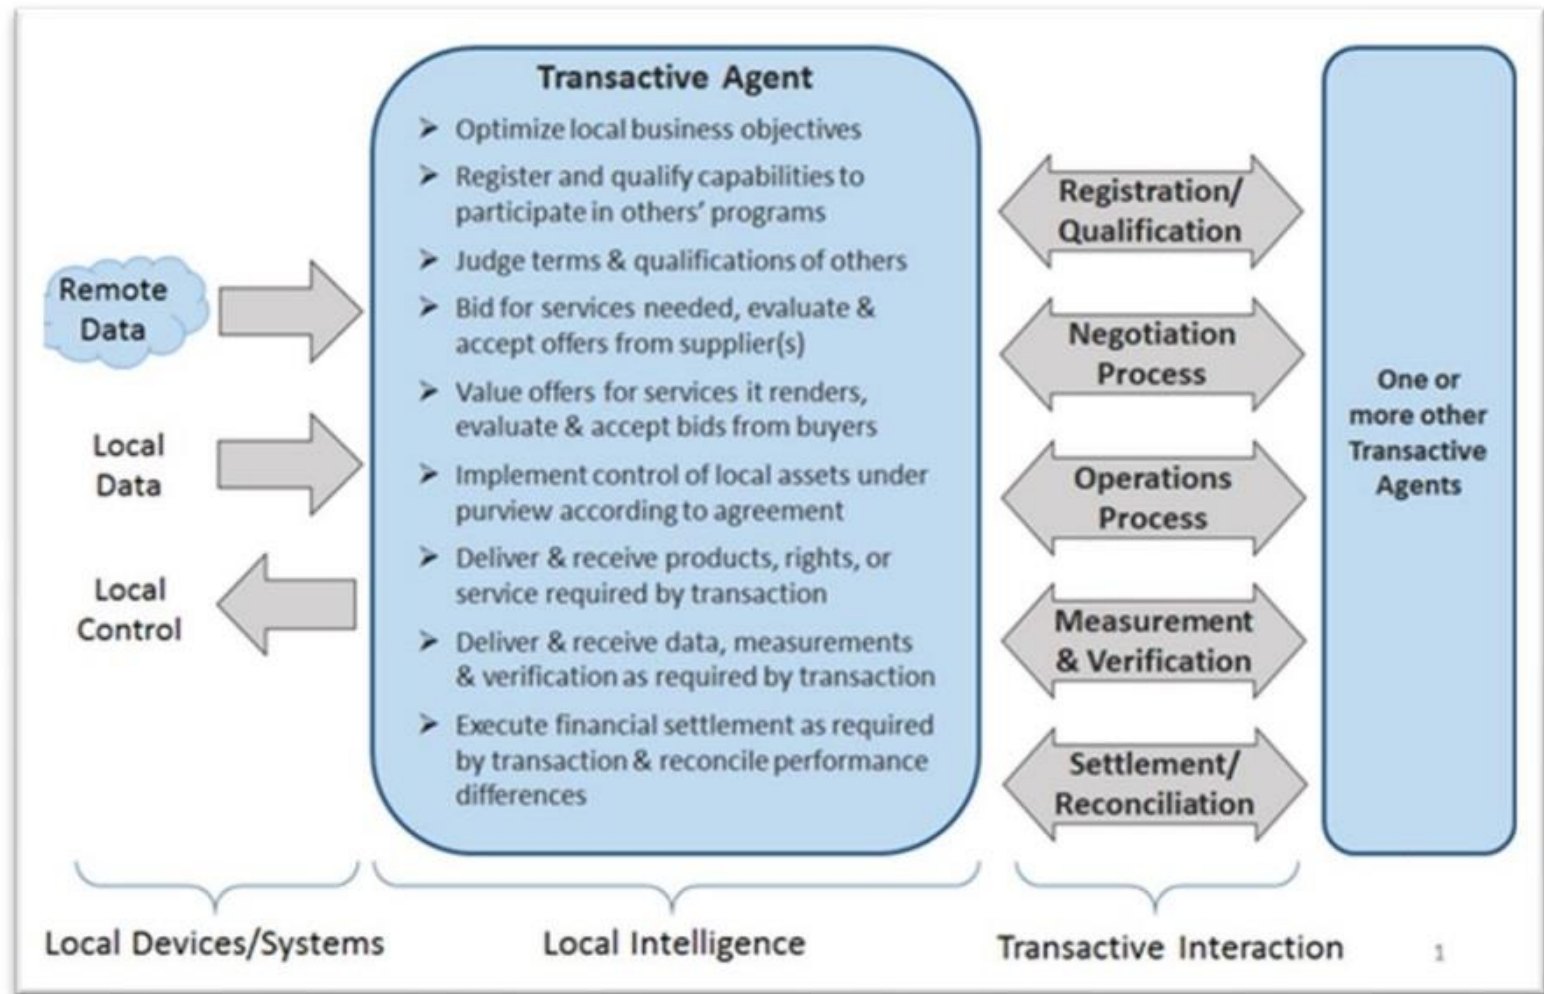 Transactive Agent
➤ Optimize local business objectives
➤ Register and qualify capabilities to
participate in others' programs
➤ Judge terms & qualifications of others
➤ Bid for services needed, evaluate &
accept offers from supplier(s)
➤ Value offers for services it renders,
evaluate & accept bids from buyers
➤ Implement control of local assets under
purview according to agreement
➤ Deliver & receive products, rights, or
service required by transaction
➤ Deliver & receive data, measurements
& verification as required by transaction
➤ Execute financial settlement as required
by transaction & reconcile performance
differences
Remote
Data
Local
Data
Local
Control
Registration/
Qualification
Negotiation
Process
Operations
Process
Measurement
& Verification
Settlement/
Reconciliation
One or
more other
Transactive
Agents
Local Devices/Systems
Local Intelligence
Transactive Interaction
1